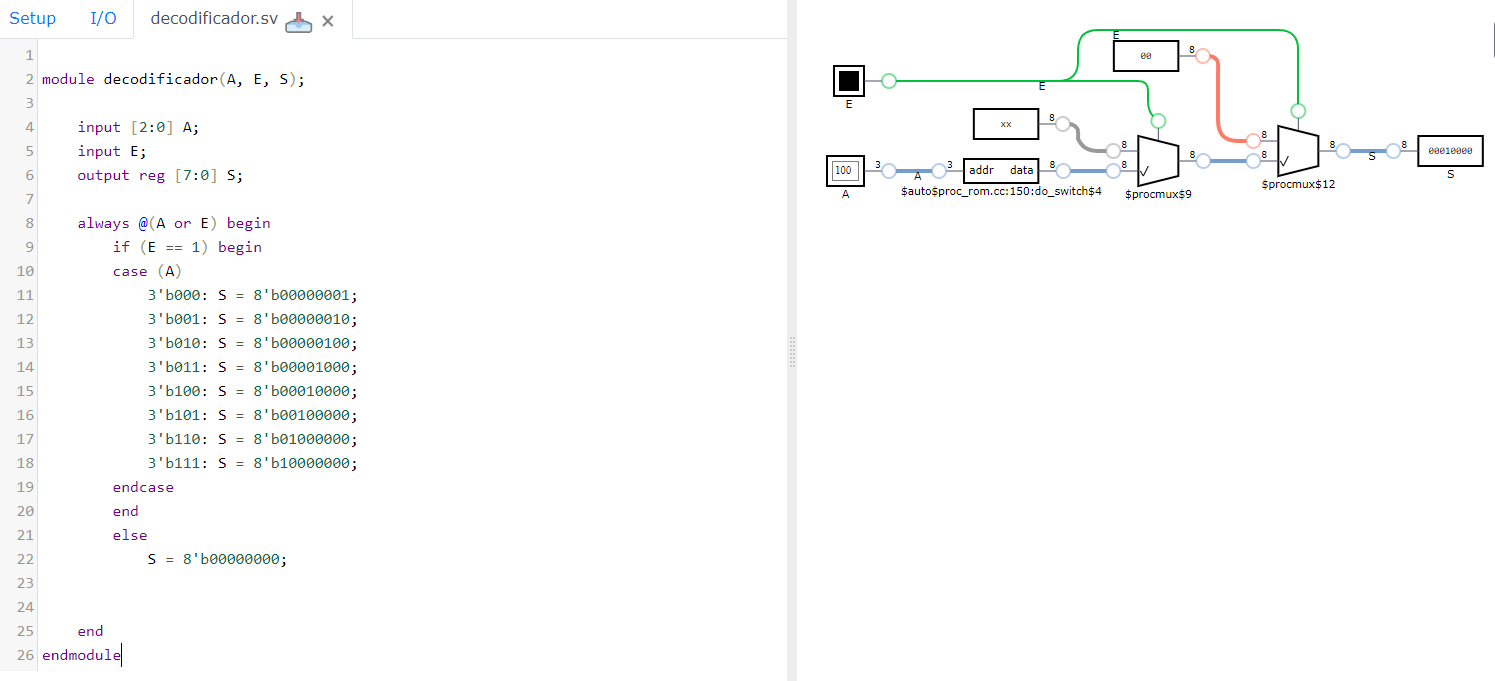 Setup I/O decodificador.sv
1
2 module decodificador(A, E, S);
3
4 input [2:0] A;
5 input E;
6 output reg [7:0] S;
7
8 always @(A or E) begin
9 if (E == 1) begin
10 case (A)
11 3'b000: S = 8'b00000001;
12 3'b001: S = 8'b00000010;
13 3'b010: S = 8'b00000100;
14 3'b011: S = 8'b00001000;
15 3'b100: S = 8'b00010000;
16 3'b101: S = 8'b00100000;
17 3'b110: S = 8'b01000000;
18 3'b111: S = 8'b10000000;
19 endcase
20 end
21 else
22 S = 8'b00000000;
23
24
25 end
26 endmodule
E
00 8
E
E
xx 8
8 8
100 3 A 3 addr data 8 8 8 8 8 S 8 00010000
A
$auto$proc_rom.cc:150:do_switch$4
$procmux$9
$procmux$12
S